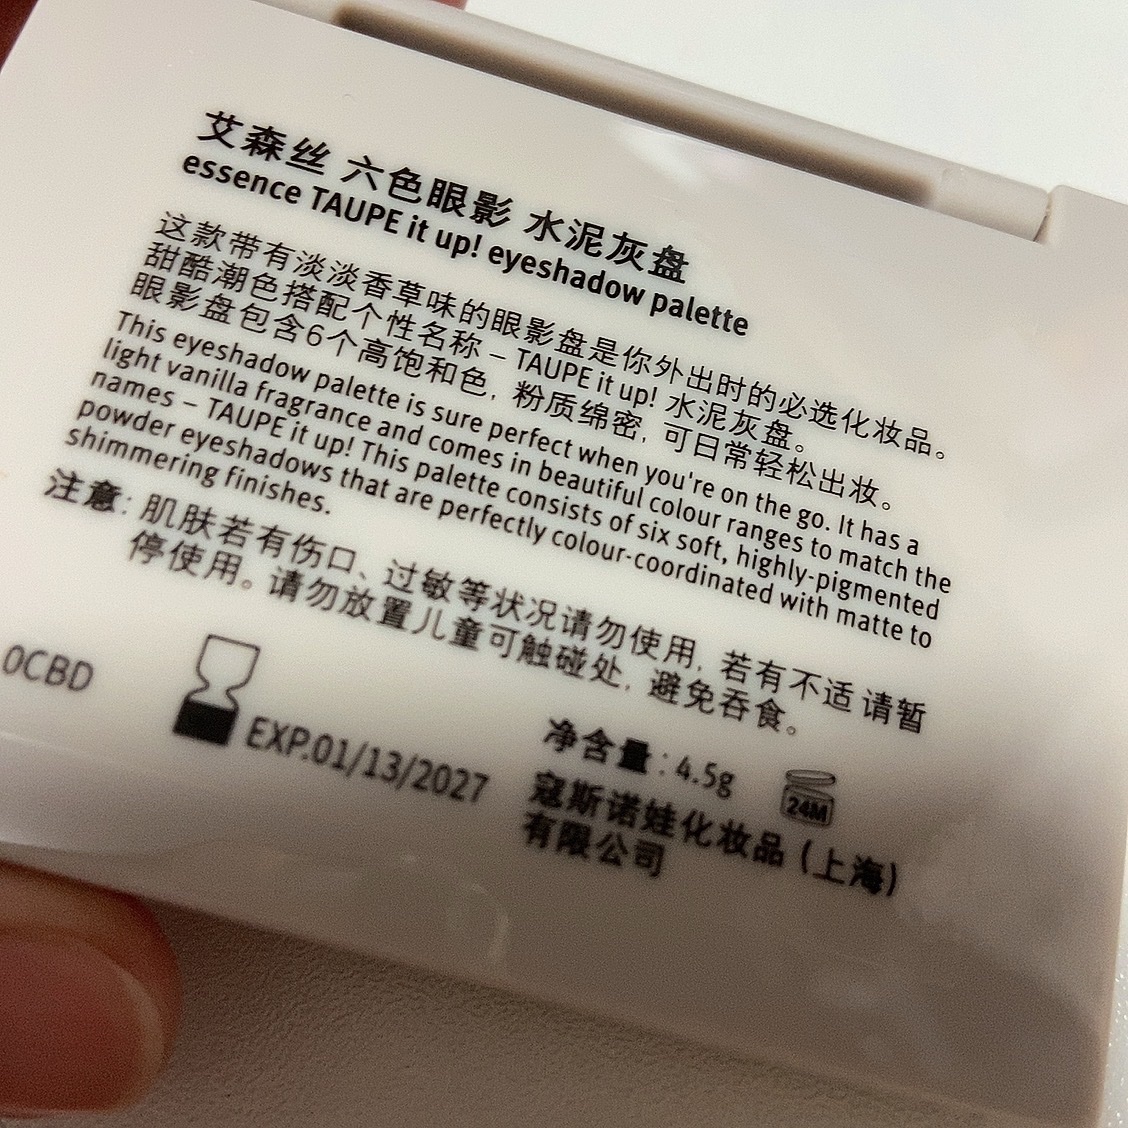 艾森丝 六色眼影 水泥灰盘
essence TAUPE it up! eyeshadow palette
这款带有淡淡香草味的眼影盘是你外出时的必选化妆品。
甜酷潮色搭配个性名称 – TAUPE it up! 水泥灰盘。
眼影盘包含6个高饱和色, 粉质绵密, 可日常轻松出妆。
This eyeshadow palette is sure perfect when you're on the go. It has a
light vanilla fragrance and comes in beautiful colour ranges to match the
names – TAUPE it up! This palette consists of six soft, highly-pigmented
powder eyeshadows that are perfectly colour-coordinated with matte to
shimmering finishes.
注意: 肌肤若有伤口、过敏等状况请勿使用, 若有不适 请暂
停使用。请勿放置儿童可触碰处, 避免吞食。
0CBD
EXP.01/13/2027
净含量: 4.5g
24M
寇斯诺娃化妆品 (上海)
有限公司